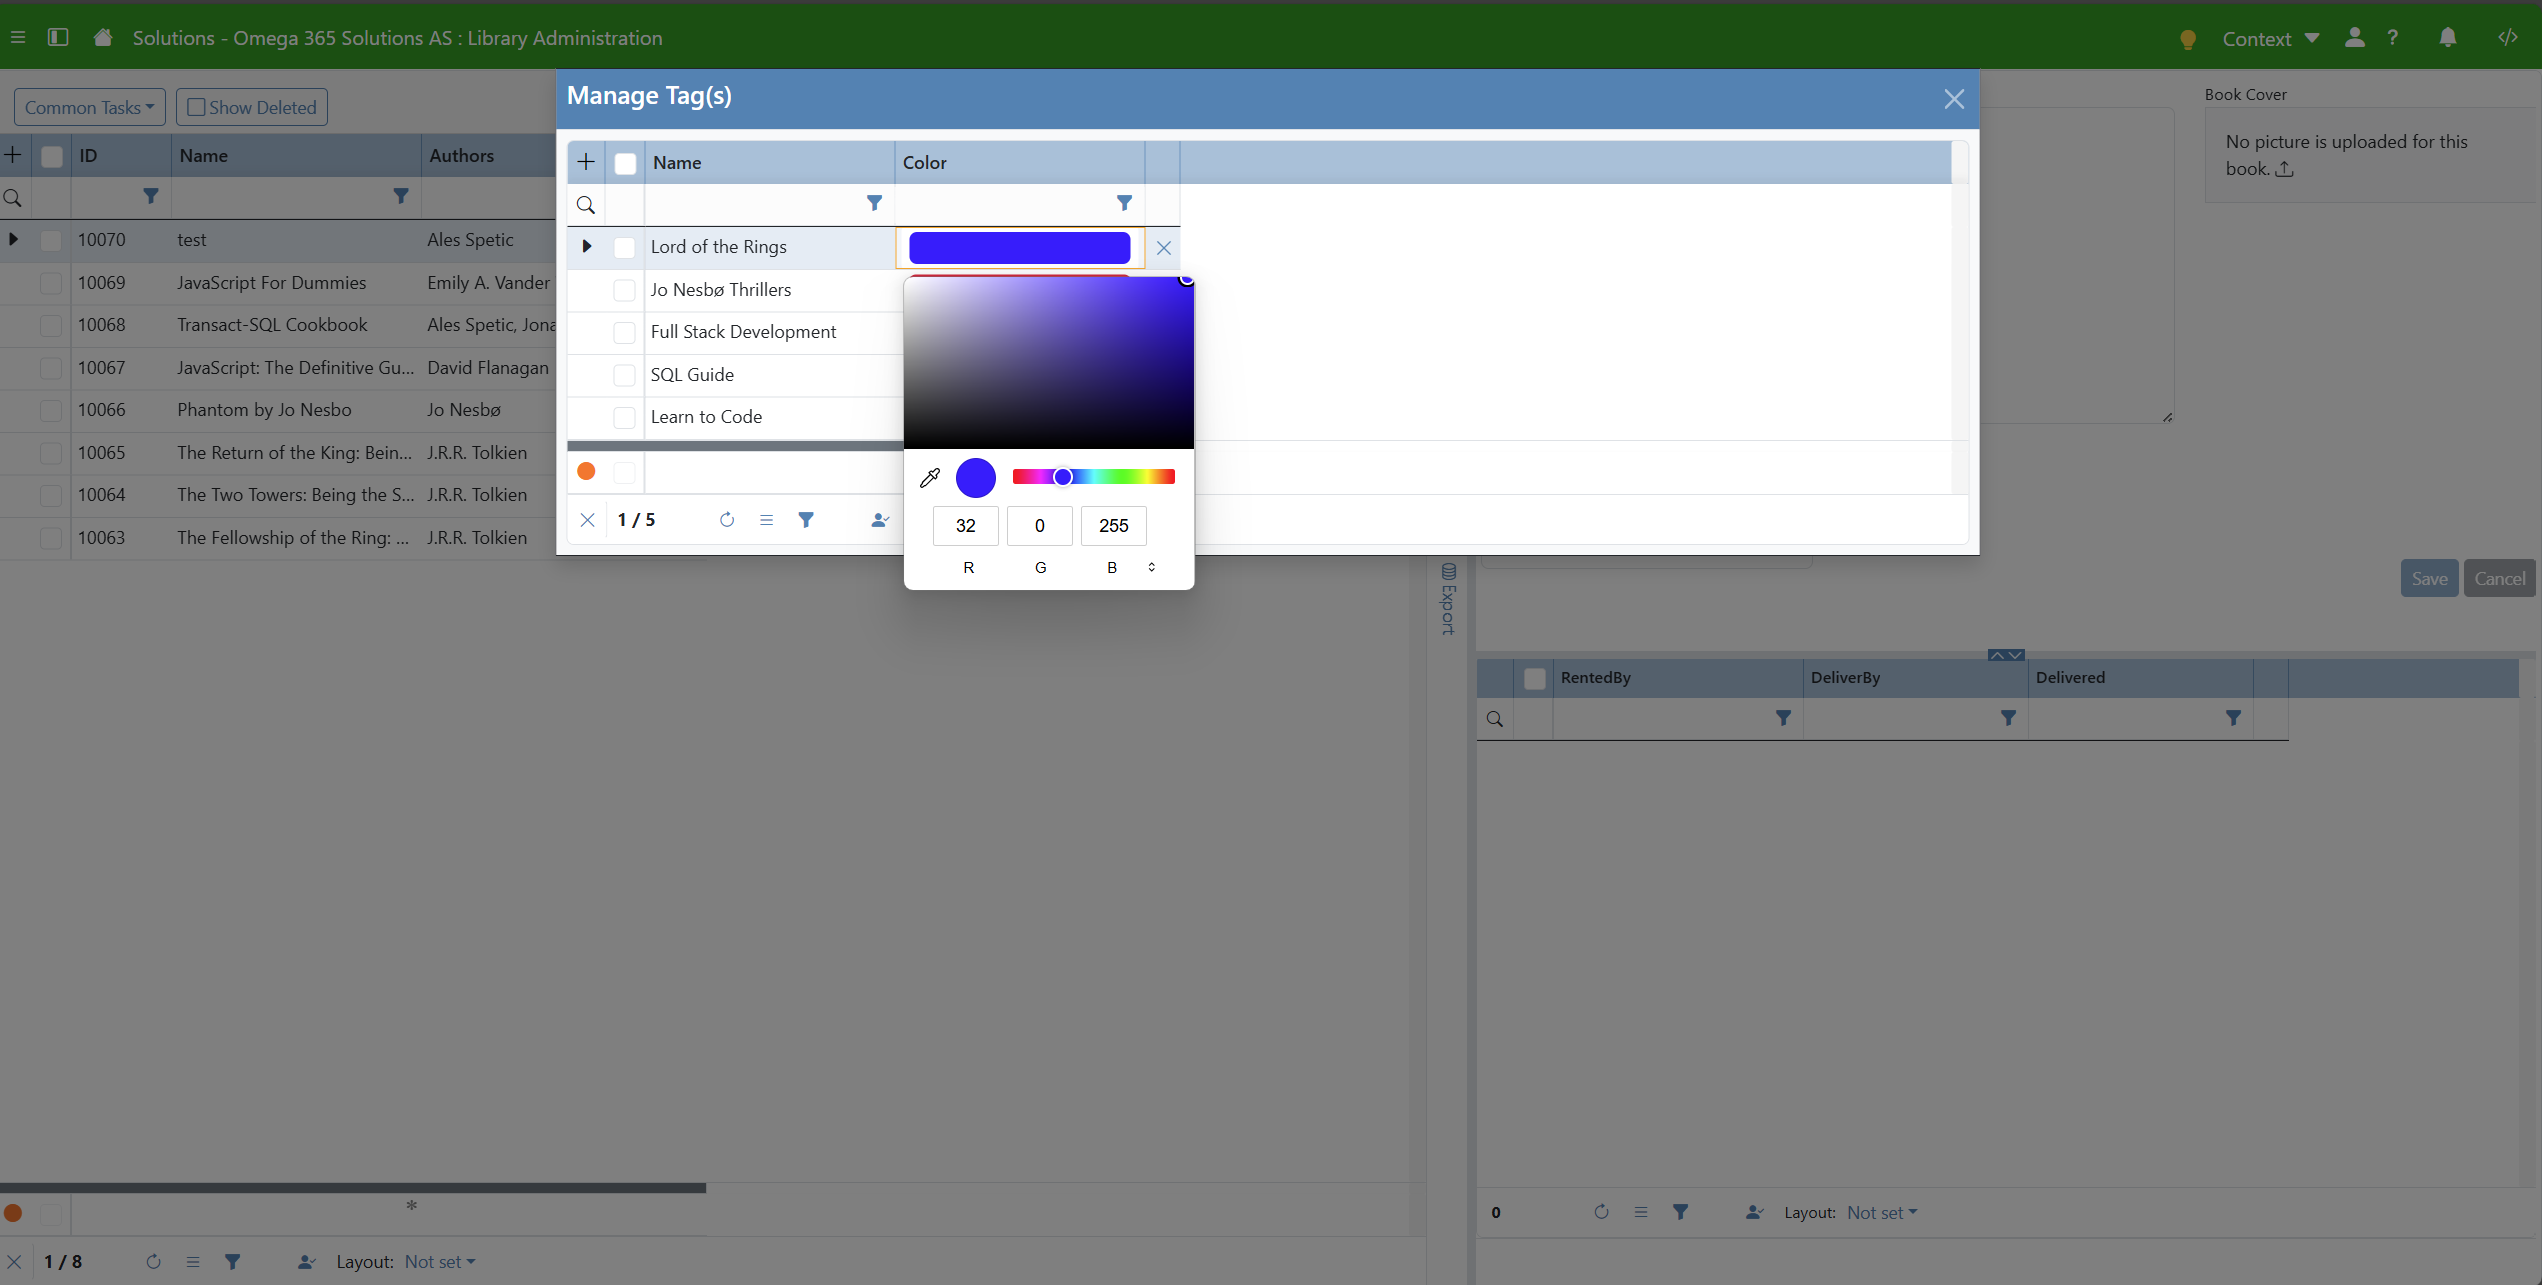 Solutions - Omega 365 Solutions AS : Library Administration
Context
?
</>
Common Tasks
Show Deleted
ID Name Authors
10070 test Ales Spetic
10069 JavaScript For Dummies Emily A. Vander
10068 Transact-SQL Cookbook Ales Spetic, Jona
10067 JavaScript: The Definitive Gu... David Flanagan
10066 Phantom by Jo Nesbo Jo Nesbø
10065 The Return of the King: Bein... J.R.R. Tolkien
10064 The Two Towers: Being the S... J.R.R. Tolkien
10063 The Fellowship of the Ring: ... J.R.R. Tolkien
*
1 / 8
Layout: Not set
Manage Tag(s)
Name Color
Lord of the Rings
Jo Nesbø Thrillers
Full Stack Development
SQL Guide
Learn to Code
1 / 5
32 0 255
R G B
Book Cover
No picture is uploaded for this
book.
Export
Save Cancel
RentedBy DeliverBy Delivered
0
Layout: Not set